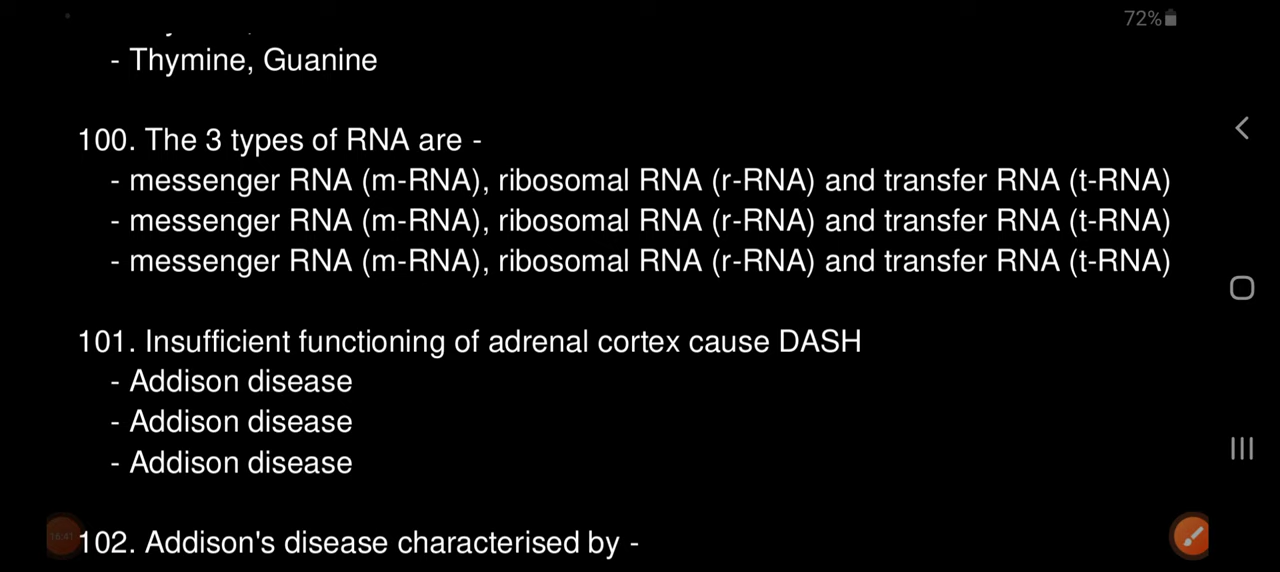 72%
- Thymine, Guanine
100. The 3 types of RNA are -
- messenger RNA (m-RNA), ribosomal RNA (r-RNA) and transfer RNA (t-RNA)
- messenger RNA (m-RNA), ribosomal RNA (r-RNA) and transfer RNA (t-RNA)
- messenger RNA (m-RNA), ribosomal RNA (r-RNA) and transfer RNA (t-RNA)
101. Insufficient functioning of adrenal cortex cause DASH
- Addison disease
- Addison disease
- Addison disease
16:41
102. Addison's disease characterised by -